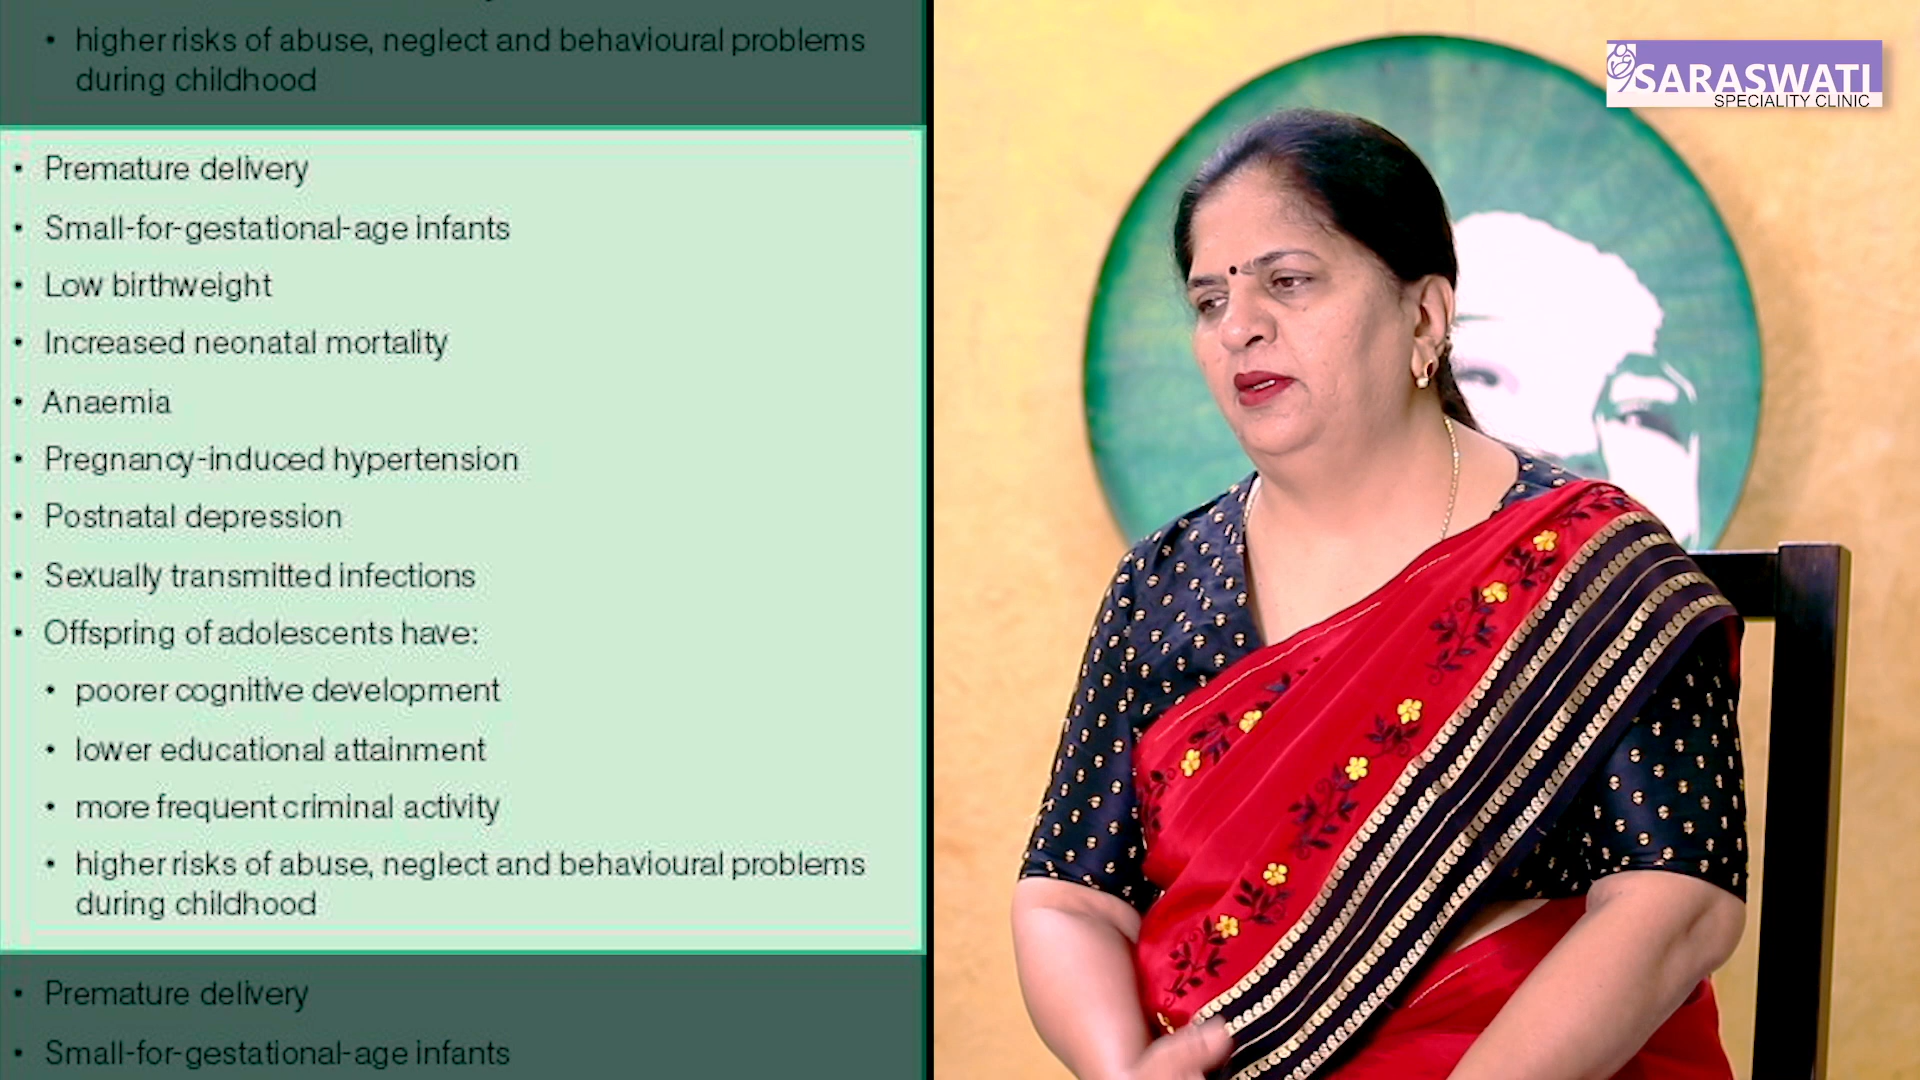 higher risks of abuse, neglect and behavioural problems
during childhood
• Premature delivery
• Small-for-gestational-age infants
• Low birthweight
• Increased neonatal mortality
• Anaemia
• Pregnancy-induced hypertension
• Postnatal depression
• Sexually transmitted infections
• Offspring of adolescents have:
• poorer cognitive development
• lower educational attainment
• more frequent criminal activity
• higher risks of abuse, neglect and behavioural problems
during childhood
• Premature delivery
• Small-for-gestational-age infants
SARASWATI
SPECIALITY CLINIC